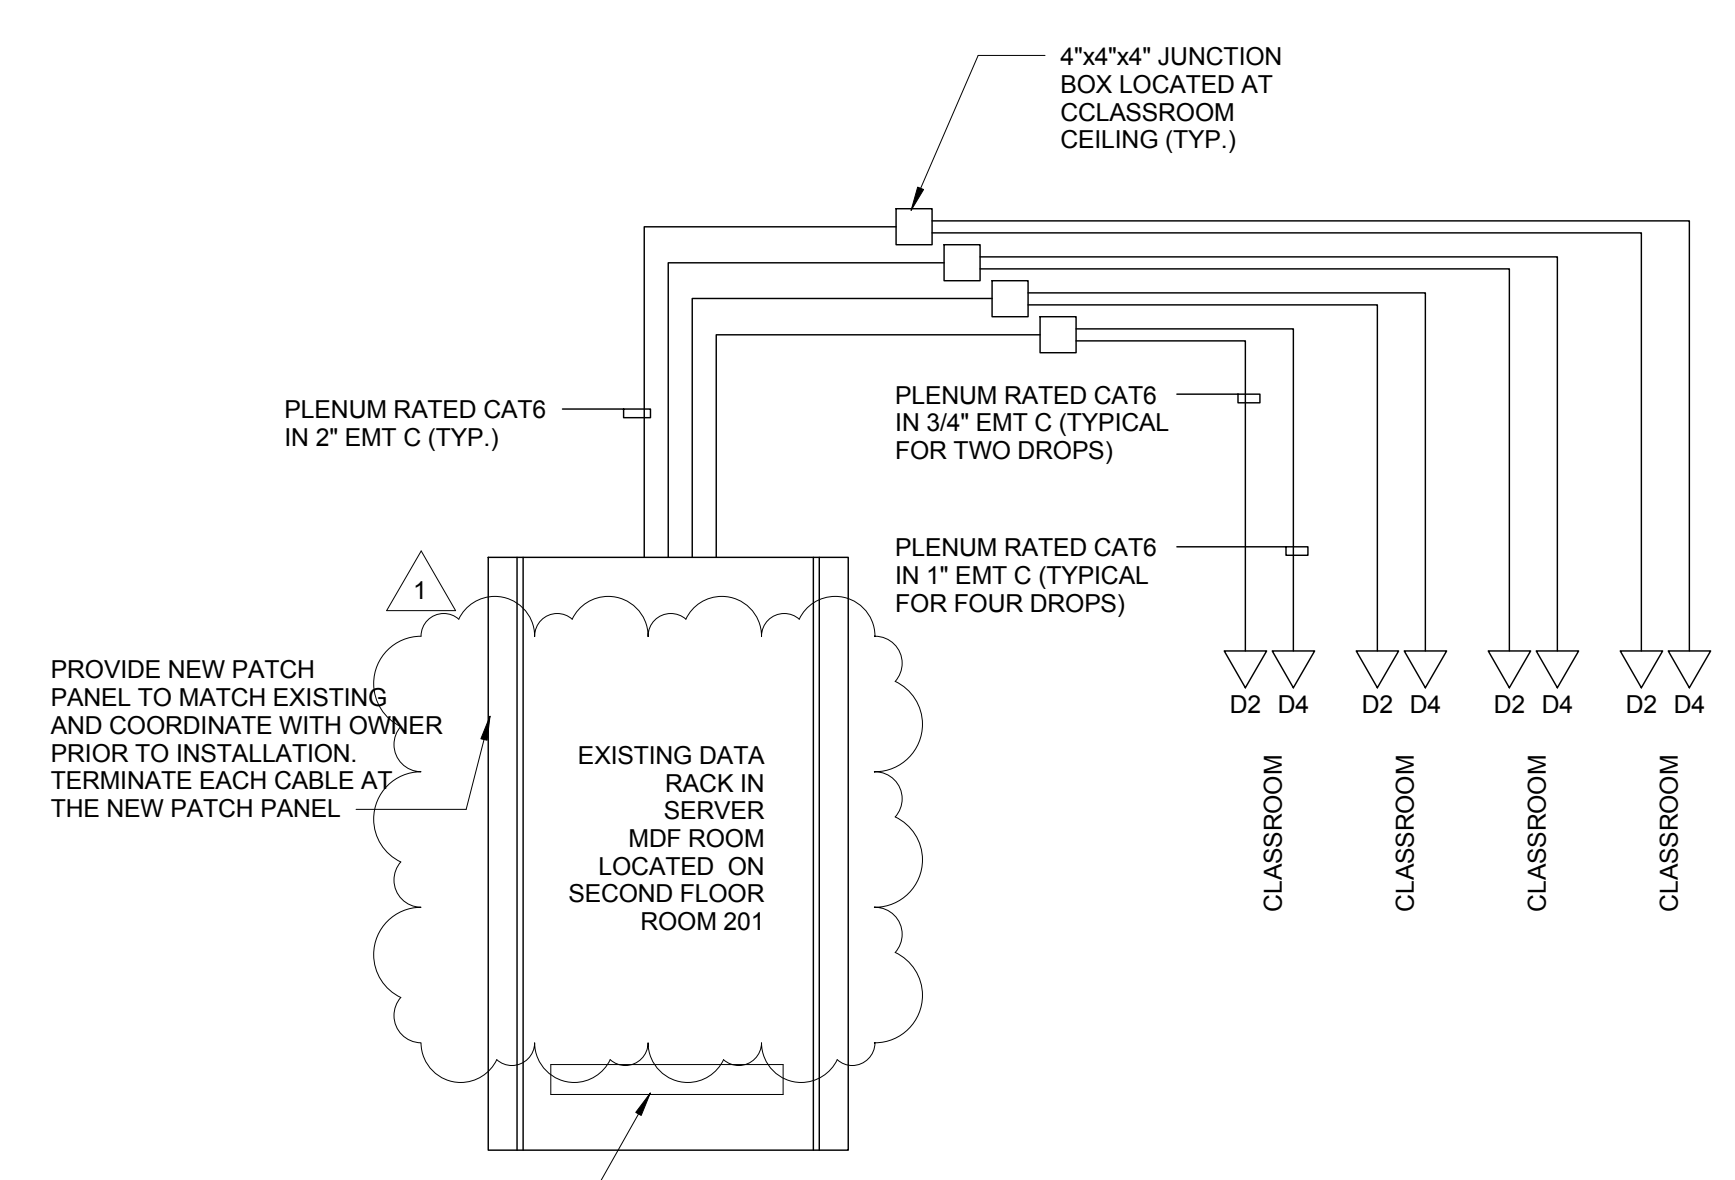 4"x4"x4" JUNCTION
BOX LOCATED AT
CCLASSROOM
CEILING (TYP.)
PLENUM RATED CAT6
IN 2" EMT C (TYP.)
PLENUM RATED CAT6
IN 3/4" EMT C (TYPICAL
FOR TWO DROPS)
PLENUM RATED CAT6
IN 1" EMT C (TYPICAL
FOR FOUR DROPS)
1
PROVIDE NEW PATCH
PANEL TO MATCH EXISTING
AND COORDINATE WITH OWNER
PRIOR TO INSTALLATION.
TERMINATE EACH CABLE AT
THE NEW PATCH PANEL
EXISTING DATA
RACK IN
SERVER
MDF ROOM
LOCATED ON
SECOND FLOOR
ROOM 201
D2 D4 D2 D4 D2 D4 D2 D4
CLASSROOM
CLASSROOM
CLASSROOM
CLASSROOM